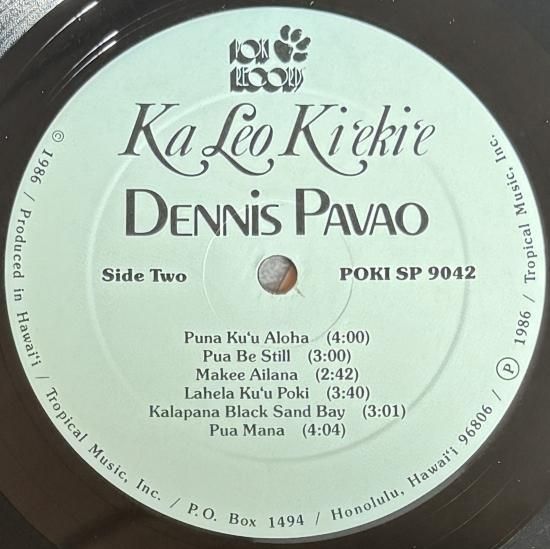 POKI
RECORDS
Ka Leo Ki‘eki‘e
DENNIS PAVAO
Side Two
POKI SP 9042
Puna Ku‘u Aloha (4:00)
Pua Be Still (3:00)
Makee Ailana (2:42)
Lahela Ku‘u Poki (3:40)
Kalapana Black Sand Bay (3:01)
Pua Mana (4:04)
© 1986 / Produced in Hawai‘i / Tropical Music, Inc. / P.O. Box 1494 / Honolulu, Hawai‘i 96806 / ℗ 1986 / Tropical Music, Inc.